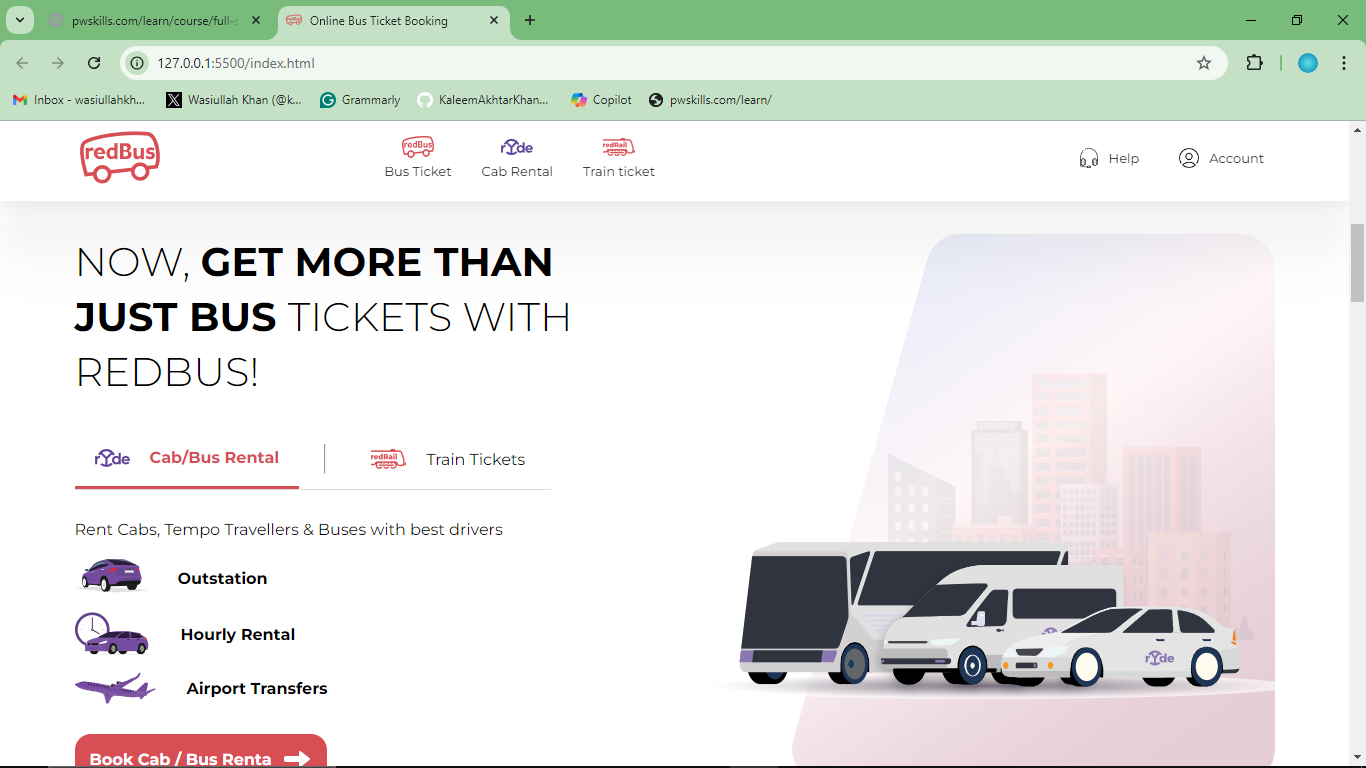 pwskills.com/learn/course/full-s
Online Bus Ticket Booking
127.0.0.1:5500/index.html
Inbox - wasiullahkh...
Wasiullah Khan (@k...
Grammarly
KaleemAkhtarKhan...
Copilot
pwskills.com/learn/
redBus
redBus
Bus Ticket
rYde
Cab Rental
redRail
Train ticket
Help
Account
NOW, GET MORE THAN
JUST BUS TICKETS WITH
REDBUS!
rYde Cab/Bus Rental
redRail Train Tickets
Rent Cabs, Tempo Travellers & Buses with best drivers
Outstation
Hourly Rental
Airport Transfers
Book Cab / Bus Renta
rYde